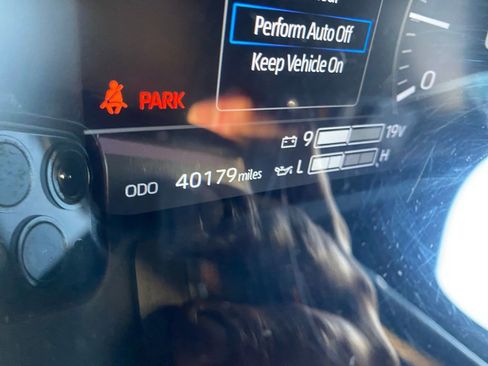 Perform Auto Off
Keep Vehicle On
PARK
0
9 19V
ODO 40179 miles
L H